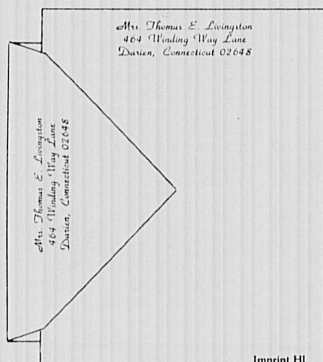 Mrs. Thomas E. Livingston
464 Winding Way Lane
Darien, Connecticut 02648
Mrs. Thomas E. Livingston
464 Winding Way Lane
Darien, Connecticut 02648
Imprint HL